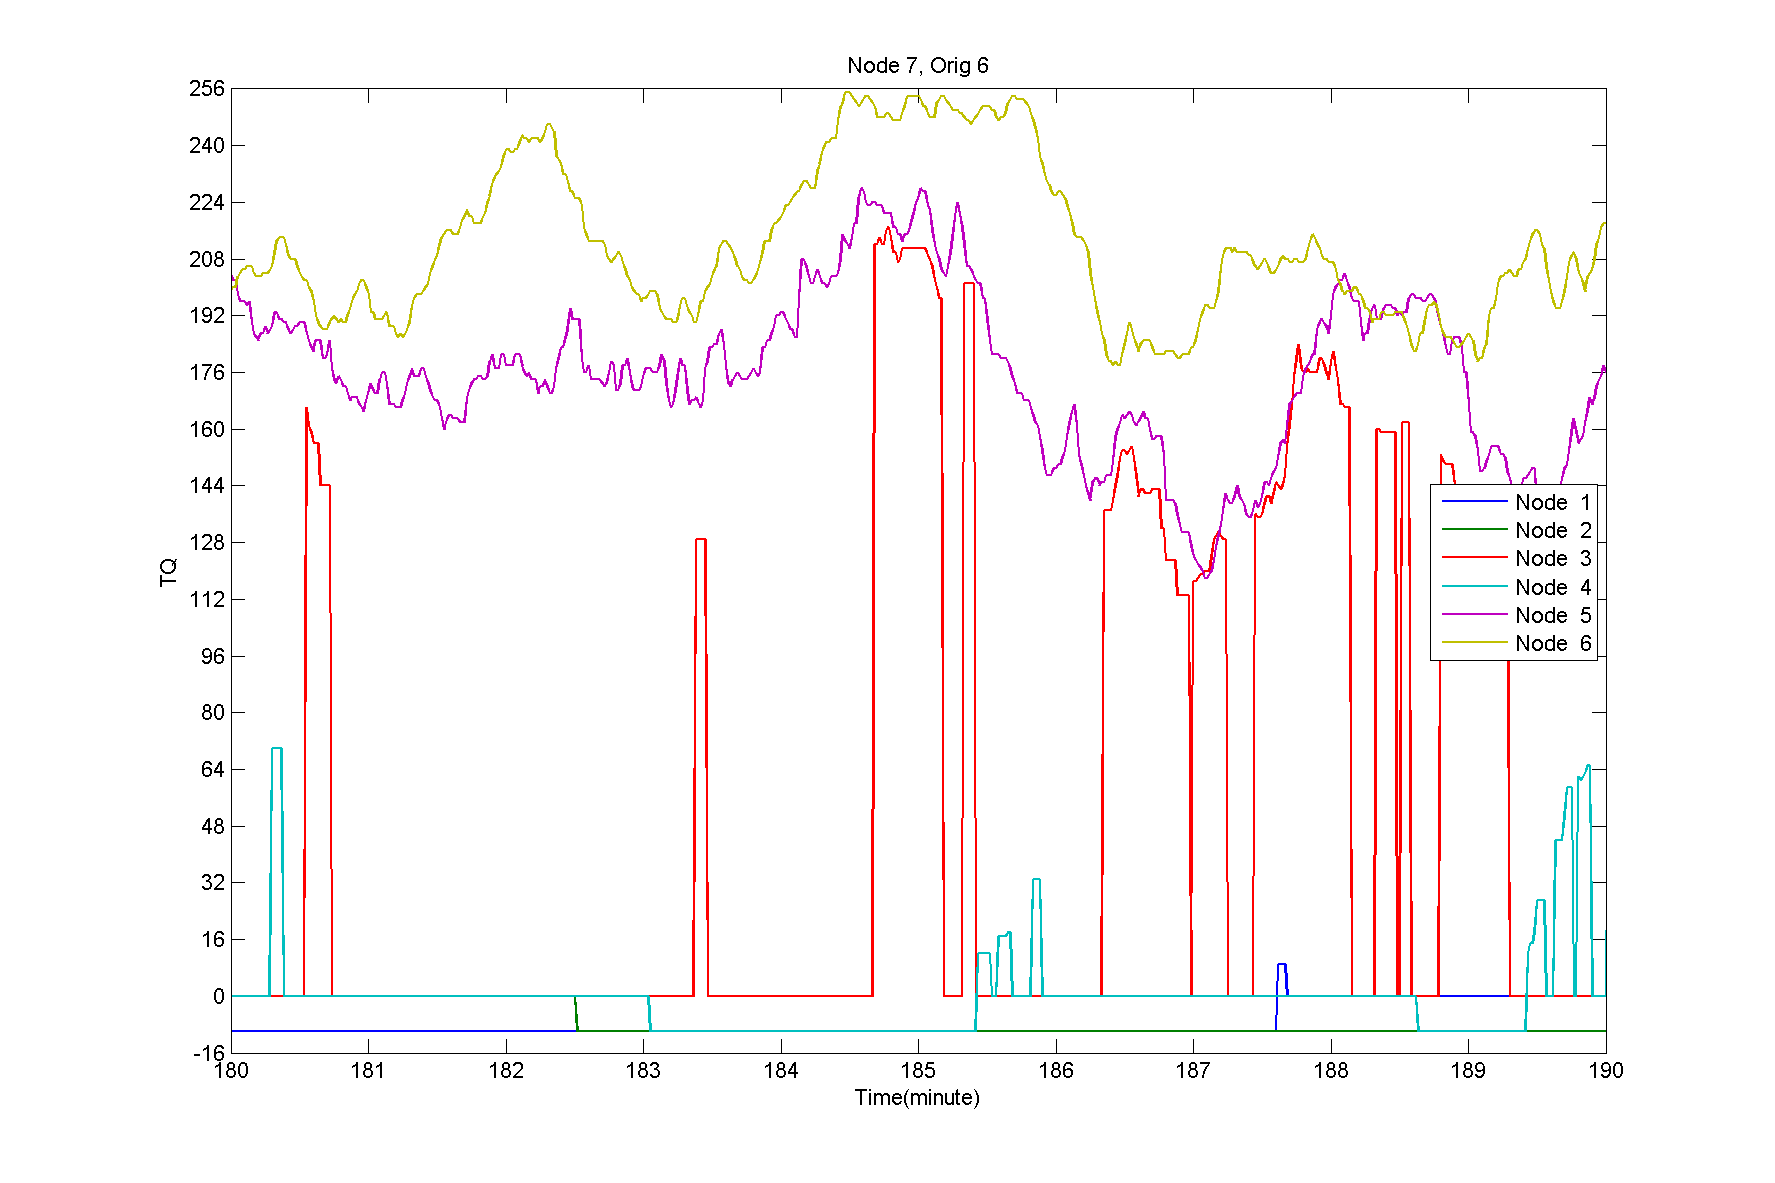 Node 7, Orig 6
256
240
224
208
192
176
160
144
128
112
96
80
64
48
32
16
0
-16
TQ
Node 1
Node 2
Node 3
Node 4
Node 5
Node 6
180 181 182 183 184 185 186 187 188 189 190
Time(minute)